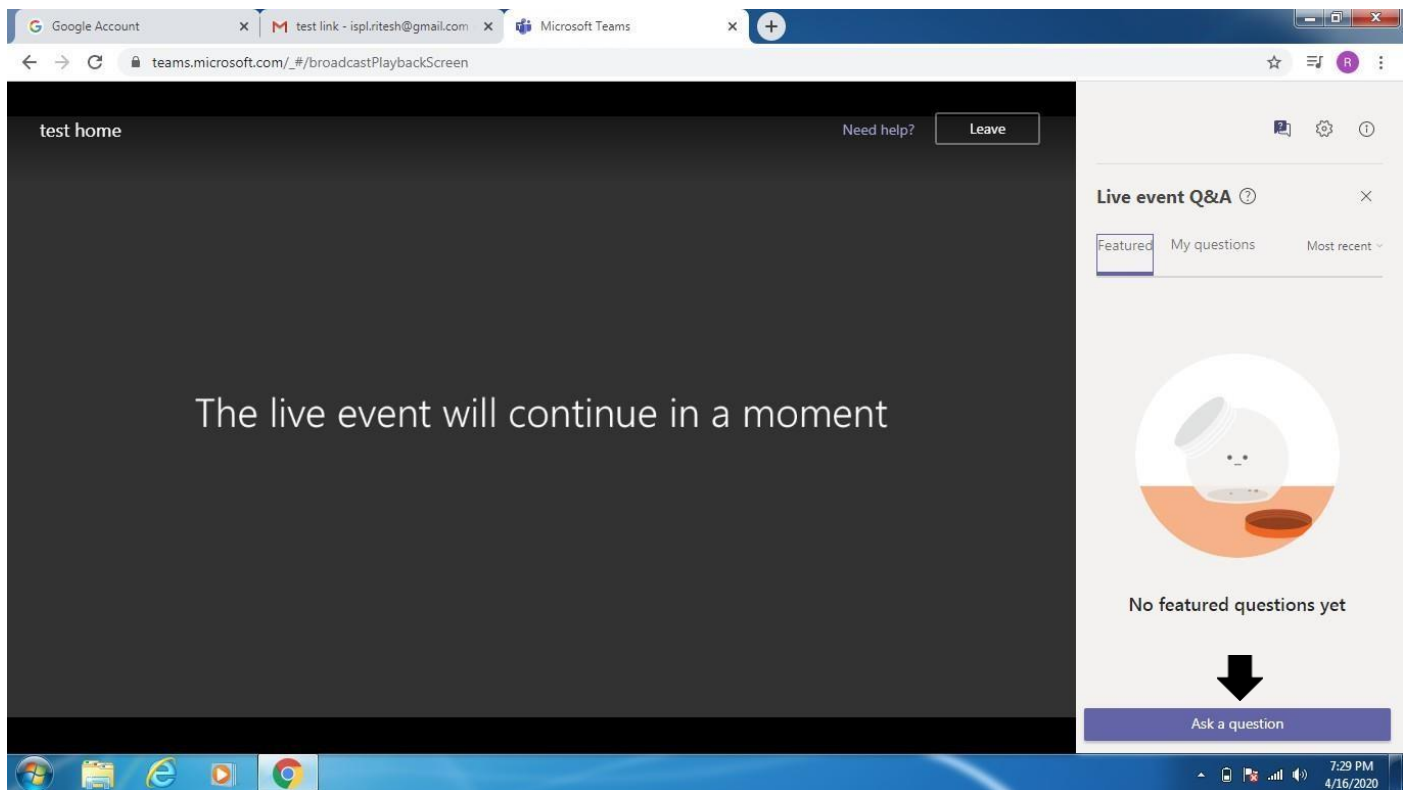 Google Account
test link - ispl.ritesh@gmail.com
Microsoft Teams
teams.microsoft.com/_#/broadcastPlaybackScreen
R
test home
Need help?
Leave
Live event Q&A
Featured
My questions
Most recent
The live event will continue in a moment
No featured questions yet
Ask a question
7:29 PM
4/16/2020